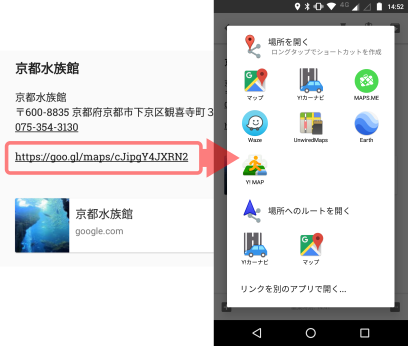 京都水族館
京都水族館
〒600-8835 京都府京都市下京区観喜寺町３
075-354-3130
https://goo.gl/maps/cJipgY4JXRN2
京都水族館
google.com
4G 14:52
場所を開く
ロングタップでショートカットを作成
マップ Y!カーナビ MAPS.ME
Waze UnwiredMaps Earth
Y! MAP
場所へのルートを開く
Y!カーナビ マップ
リンクを別のアプリで開く...